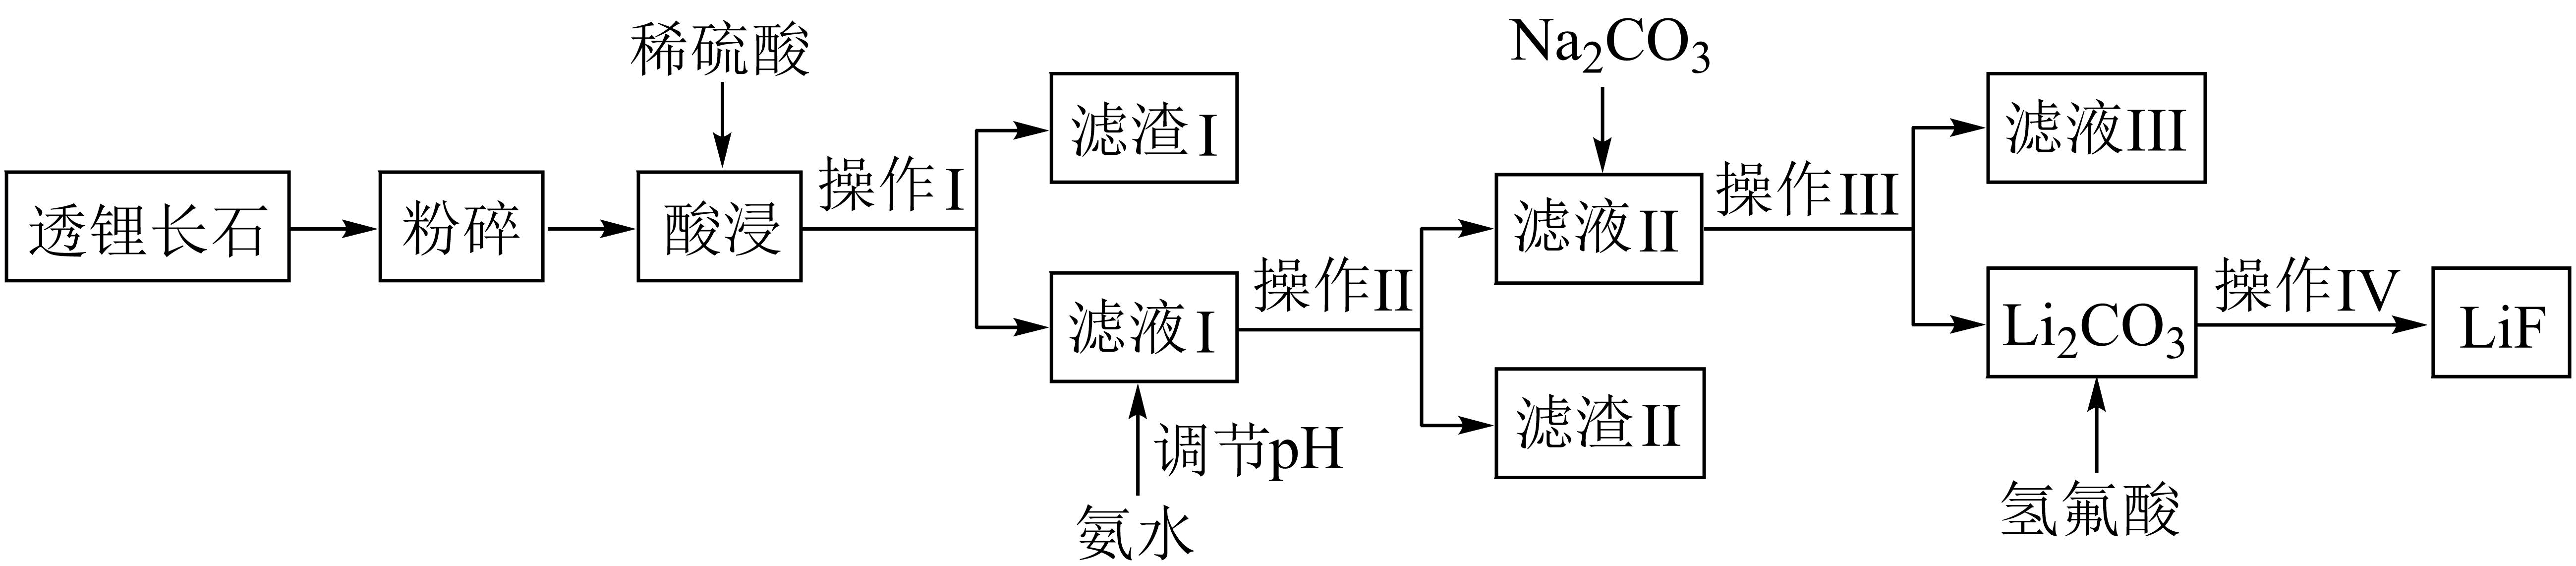 稀硫酸
Na₂CO₃
滤渣I
滤液III
透锂长石
粉碎
酸浸
操作I
滤液II
操作III
滤液I
操作II
Li₂CO₃
操作IV
LiF
滤渣II
调节pH
氨水
氢氟酸